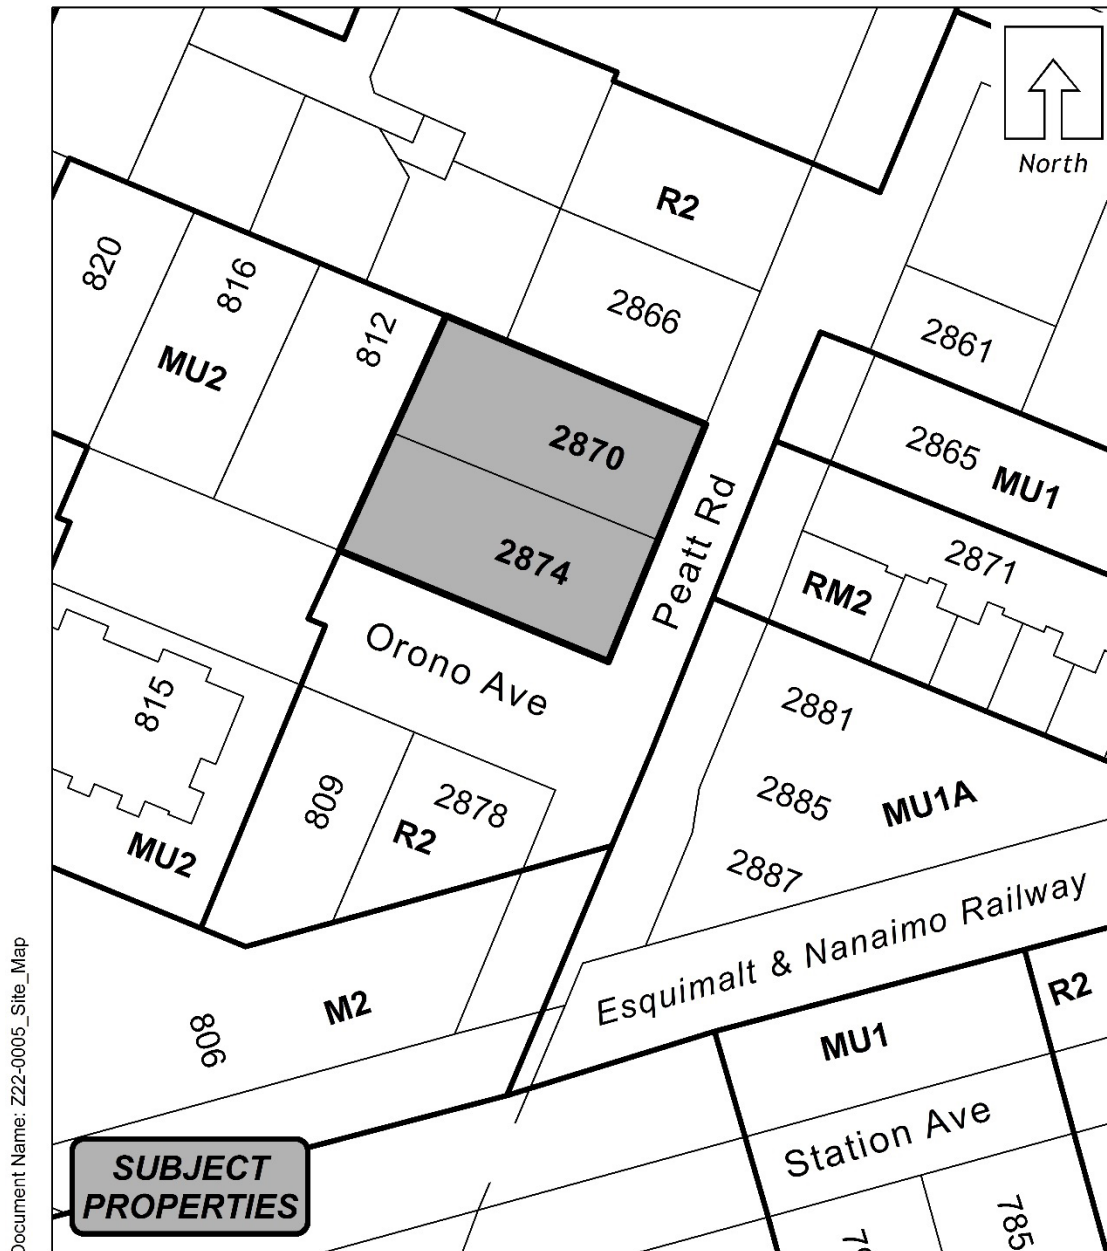 North
R2
820
816
812
2866
2861
MU2
2870
2865
MU1
2874
2871
Peatt Rd
RM2
Orono Ave
815
2881
809
2878
2885
MU1A
R2
MU2
2887
Esquimalt & Nanaimo Railway
M2
R2
806
MU1
Station Ave
SUBJECT
PROPERTIES
785
Document Name: Z22-0005_Site_Map